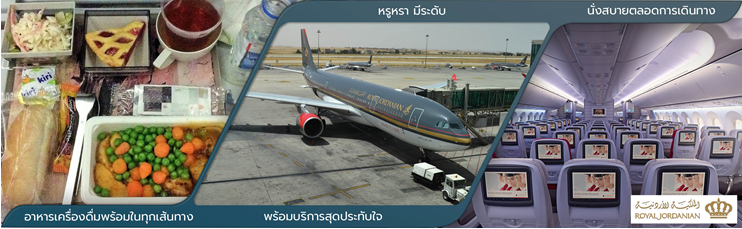 หรูหรา มีระดับ
นั่งสบายตลอดการเดินทาง
kiri
kiri
ROYAL JORDANIAN
อาหารเครื่องดื่มพร้อมในทุกเส้นทาง
พร้อมบริการสุดประทับใจ
الملكية الأردنية
ROYAL JORDANIAN